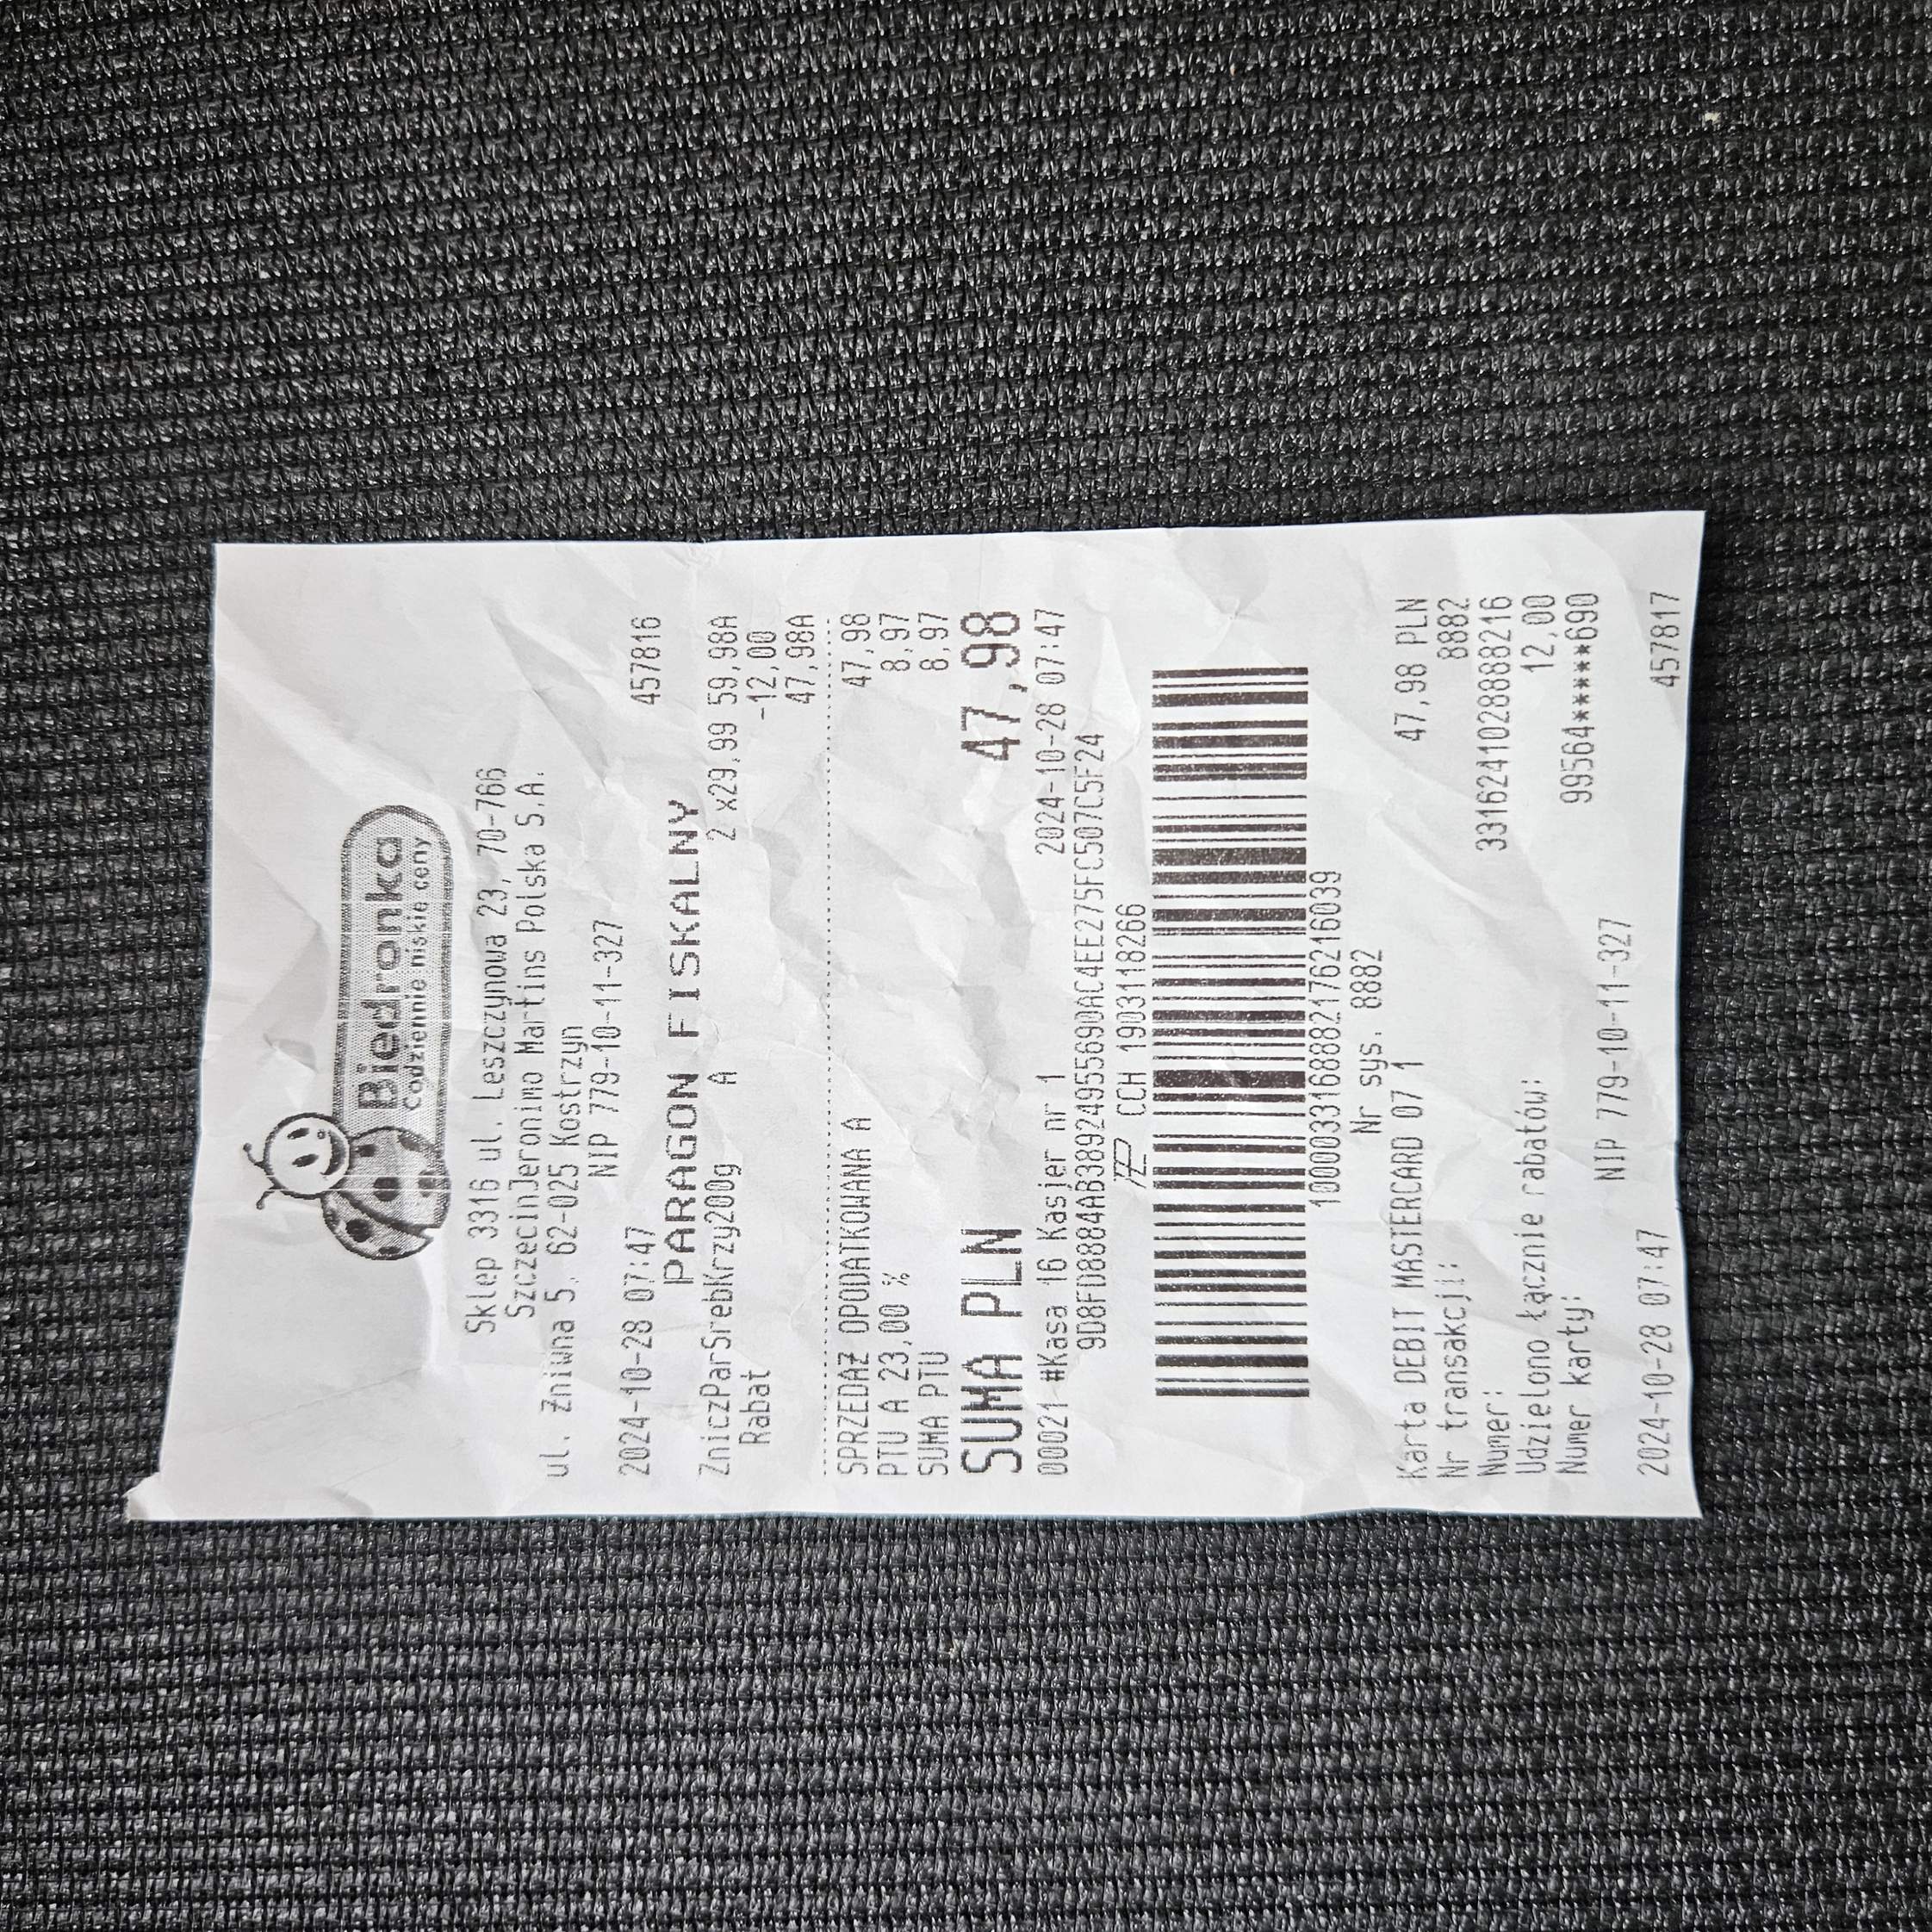 Biedronka
Codziennie niskie ceny
Sklep 3316 ul. Leszczynowa 23, 70-766
SzczecinJeronimo Martins Polska S.A.
ul. Żniwna 5, 62-025 Kostrzyn
NIP 779-10-11-327
2024-10-28 07:47 457816
PARAGON FISKALNY
ZniczParSrebKrzy200g A 2 x29,99 59,98A
Rabat -12,00
47,98A
SPRZEDAŻ OPODATKOWANA A 47,98
PTU A 23,00 % 8,97
SUMA PTU 8,97
SUMA PLN 47,98
00021 #Kasa 16 Kasjer nr 1 2024-10-28 07:47
9D8FD8884AB38924955690AC4EE275FC507C5F24
CCH 1903118266
1000033168882176216039
Nr sys. 8882
Karta DEBIT MASTERCARD 07 1 47,98 PLN
Nr transakcji: 8882
Numer: 3316241028888216
Udzielono łącznie rabatów: 12,00
Numer karty: 99564******690
NIP 779-10-11-327
2024-10-28 07:47 457817